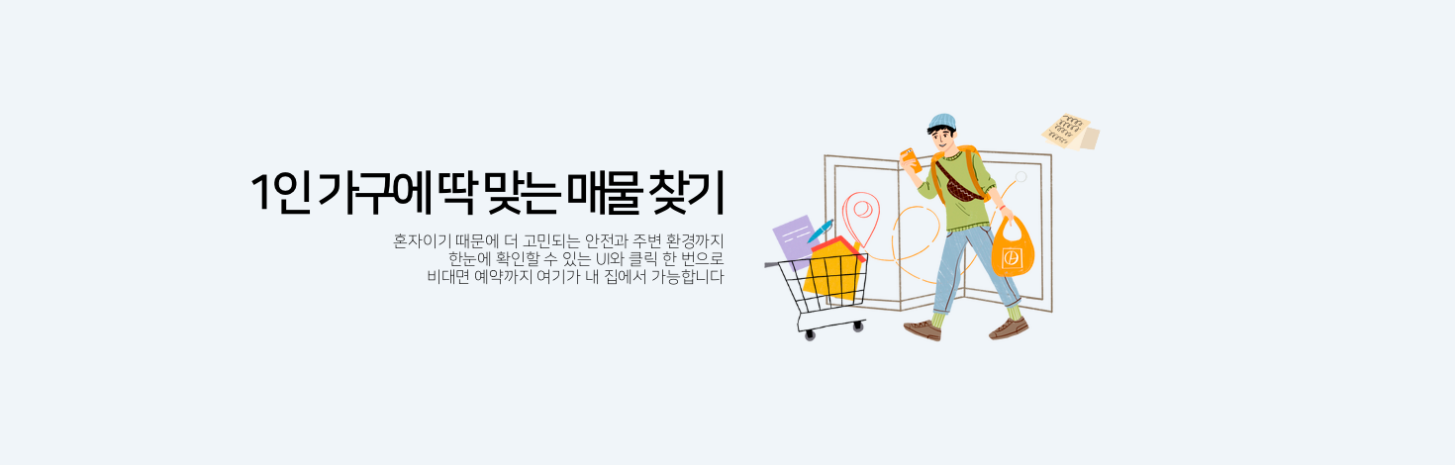 1인 가구에 딱 맞는 매물 찾기
혼자이기 때문에 더 고민되는 안전과 주변 환경까지
한눈에 확인할 수 있는 UI와 클릭 한 번으로
비대면 예약까지 여기가 내 집에서 가능합니다